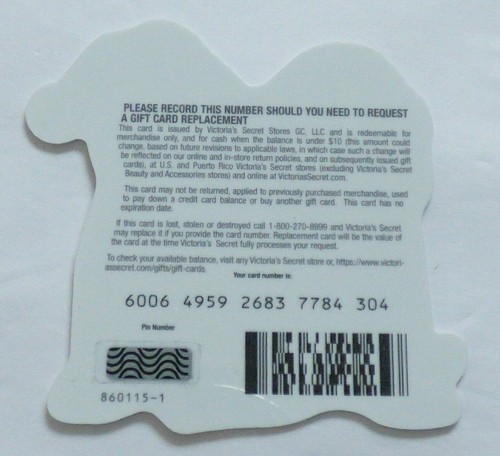 PLEASE RECORD THIS NUMBER SHOULD YOU NEED TO REQUEST
A GIFT CARD REPLACEMENT
This card is issued by Victoria's Secret Stores GC, LLC and is redeemable for
merchandise only, and for cash when the balance is under $10 (this amount could
change, based on future revisions to applicable laws, in which case such a change will
be reflected on our online and in-store return policies, and on subsequently issued gift
cards), at U.S. and Puerto Rico Victoria's Secret stores (excluding Victoria's Secret
Beauty and Accessories stores) and online at VictoriasSecret.com.
This card may not be returned, applied to previously purchased merchandise, used
to pay down a credit card balance or buy another gift card. This card has no
expiration date.
If this card is lost, stolen or destroyed call 1-800-270-8999 and Victoria's Secret
may replace it if you provide the card number. Replacement card will be the value of
the card at the time Victoria's Secret fully processes your request.
To check your available balance, visit any Victoria's Secret store or, https://www.victori-
assecret.com/gifts/gift-cards.
Your card number is:
6006 4959 2683 7784 304
Pin Number
860115-1